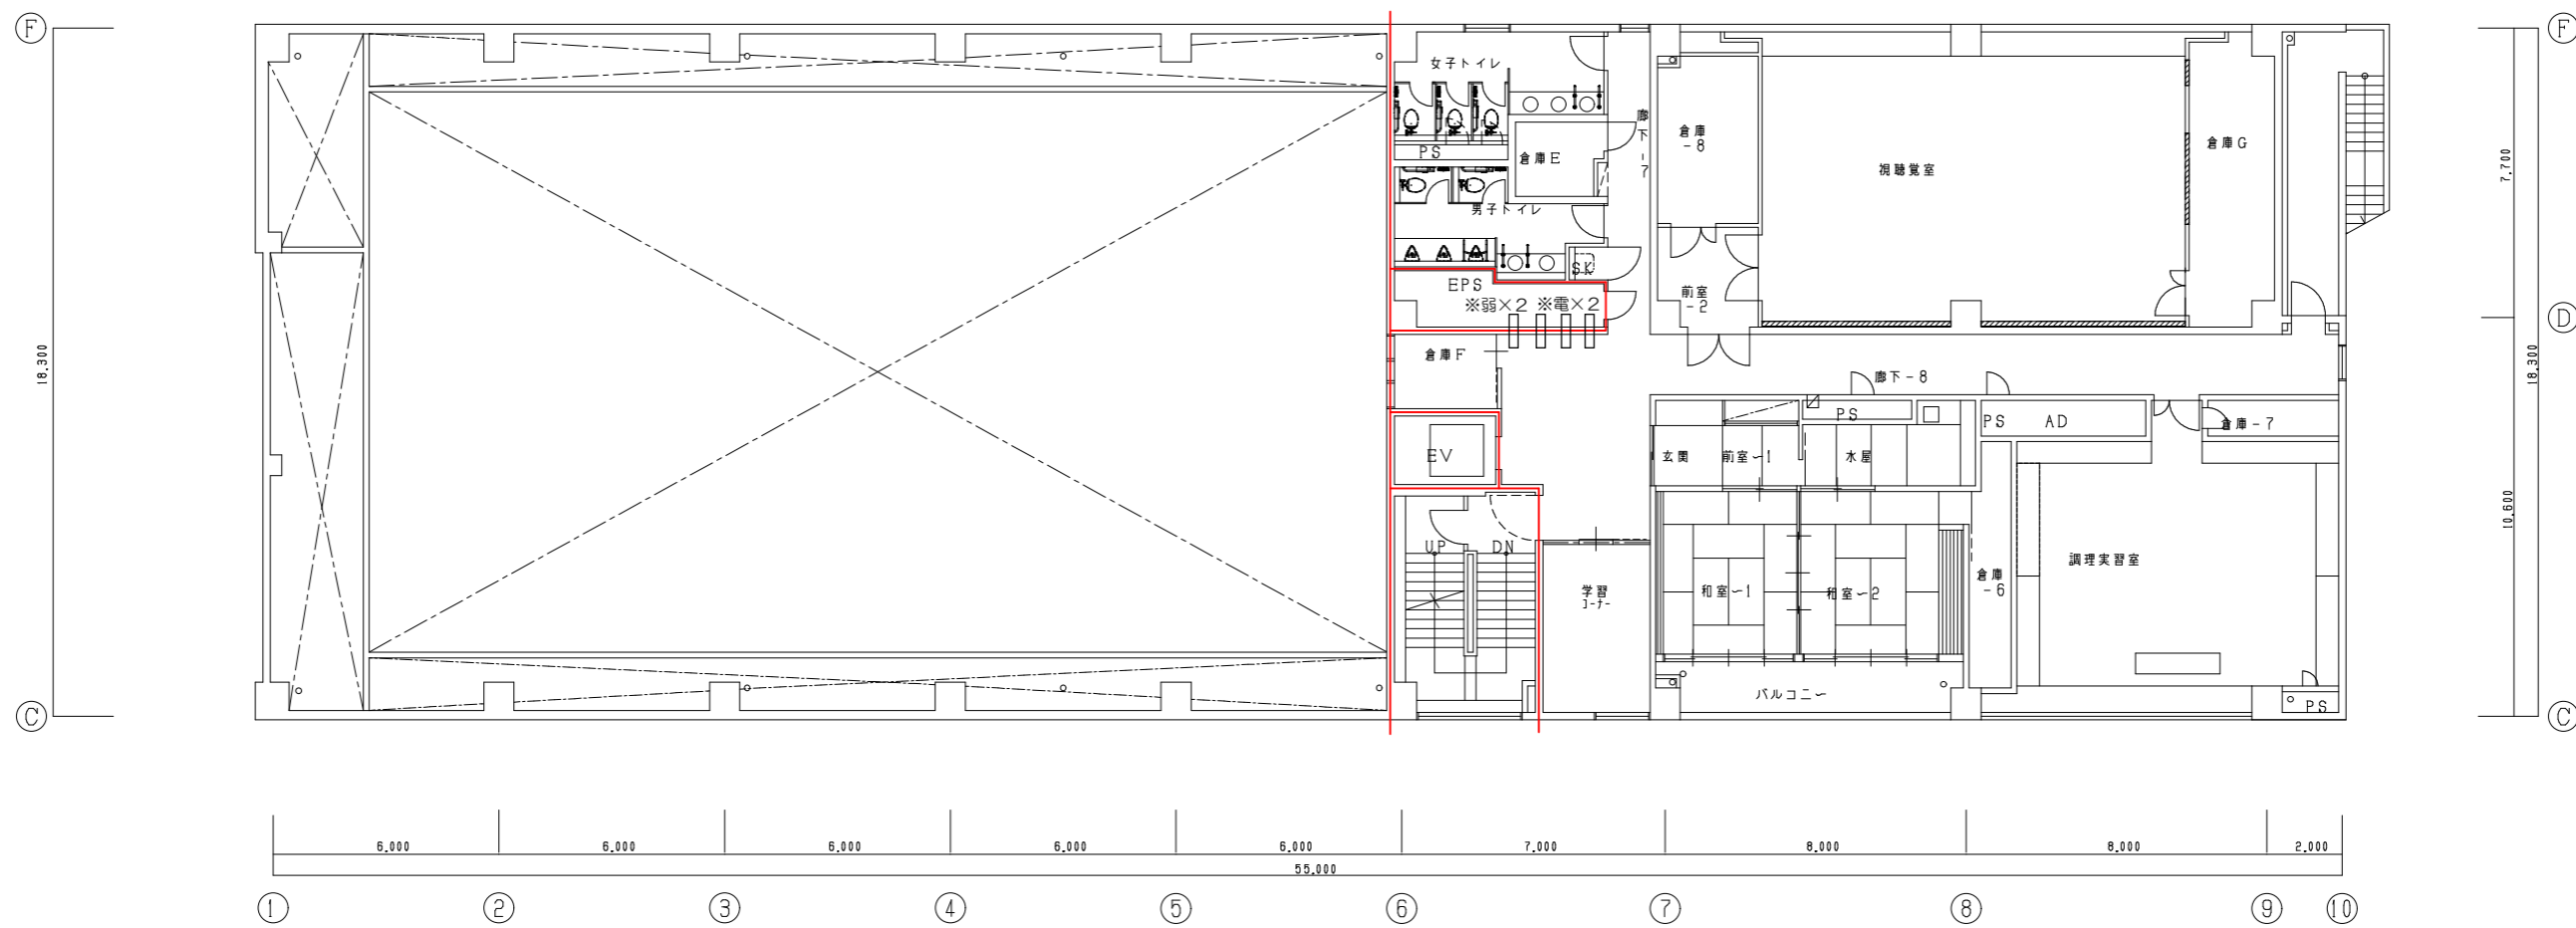 F
F
女子トイレ
廊下-7
倉庫-8
倉庫G
7,700
PS
倉庫E
視聴覚室
男子トイレ
SK
EPS
※弱×2 ※電×2
前室-2
D
18,300
倉庫F
廊下-8
18,300
PS
PS AD
倉庫-7
EV
玄関
前室-1
水屋
10,600
UP
DN
調理実習室
学習
コーナー
和室-1
和室-2
倉庫-6
バルコニー
PS
C
C
6,000
6,000
6,000
6,000
6,000
7,000
8,000
8,000
2,000
55,000
1
2
3
4
5
6
7
8
9
10